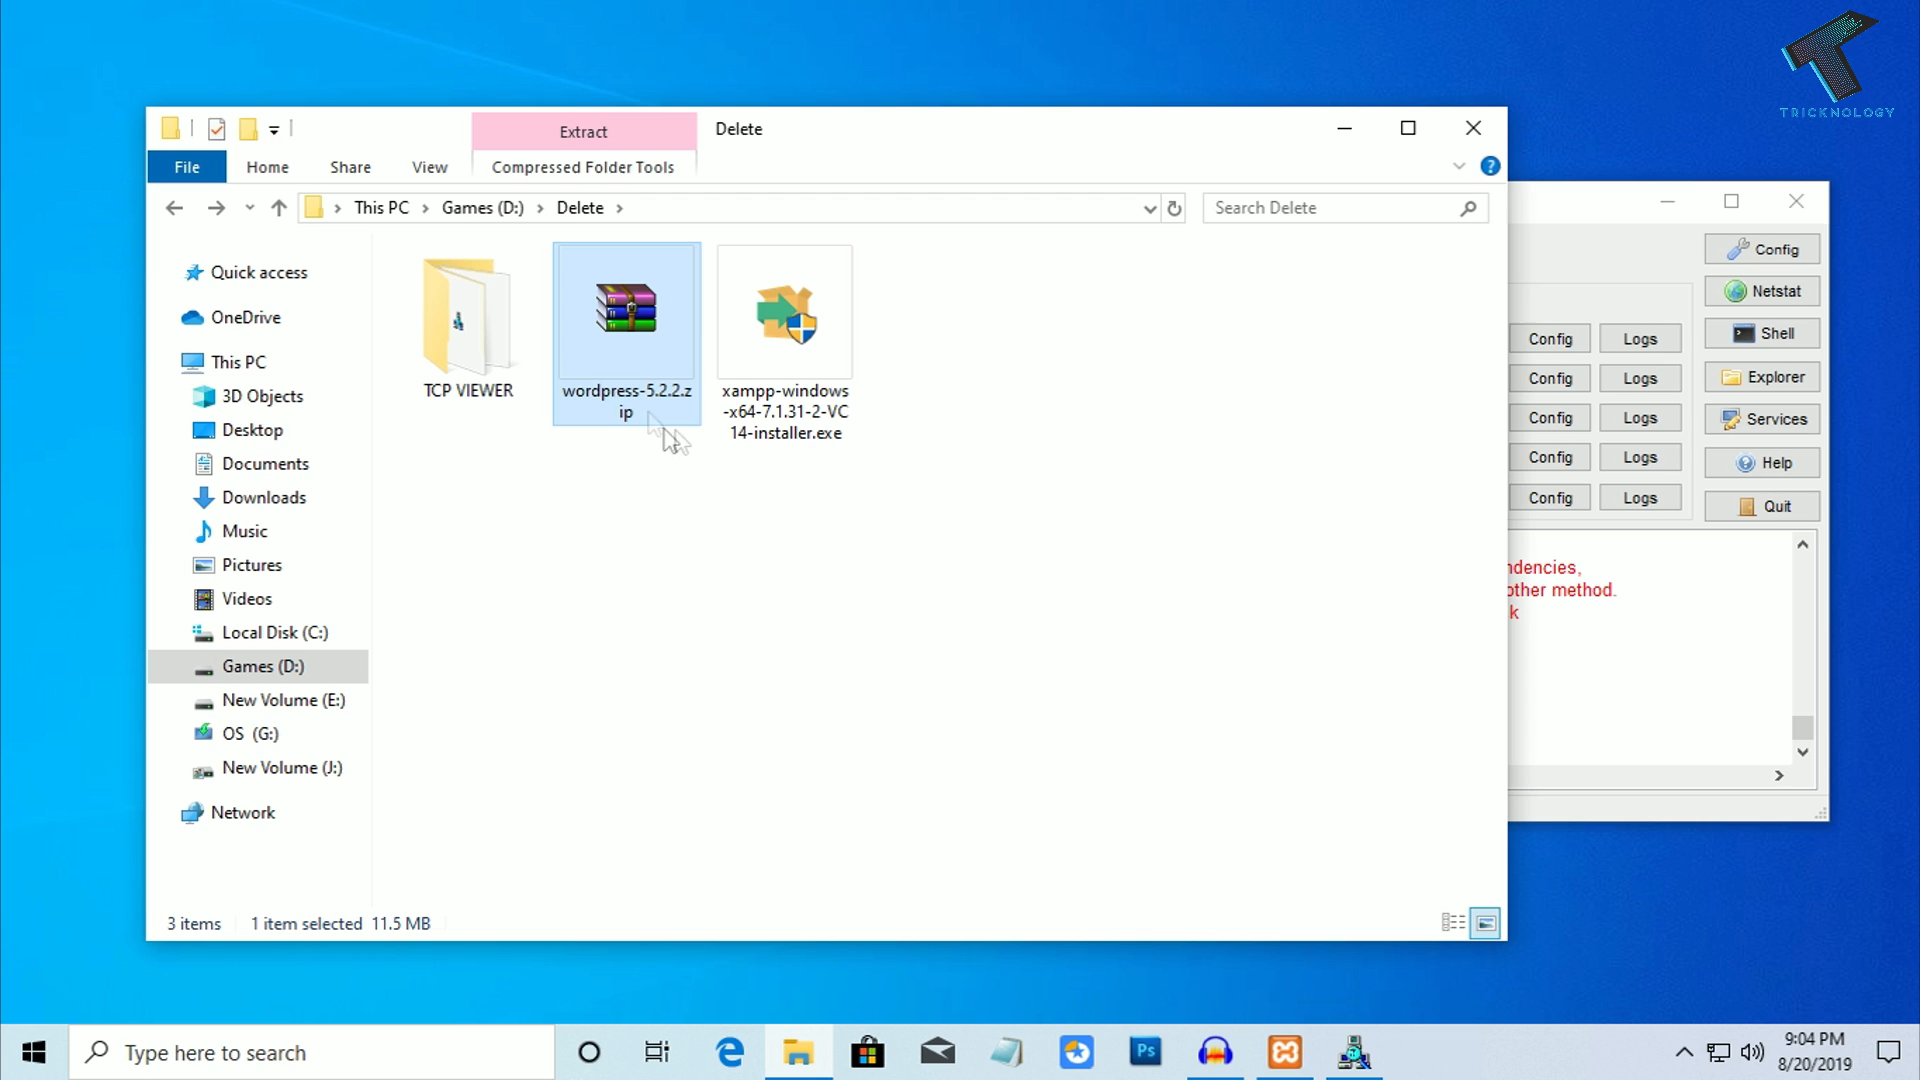 TRICKNOLOGY
Extract
Delete
File
Home
Share
View
Compressed Folder Tools
This PC
Games (D:)
Delete
Search Delete
Quick access
OneDrive
This PC
3D Objects
Desktop
Documents
Downloads
Music
Pictures
Videos
Local Disk (C:)
Games (D:)
New Volume (E:)
OS (G:)
New Volume (J:)
Network
TCP VIEWER
wordpress-5.2.2.z
ip
xampp-windows
-x64-7.1.31-2-VC
14-installer.exe
3 items
1 item selected 11.5 MB
Config
Netstat
Config Logs
Shell
Config Logs
Explorer
Config Logs
Services
Config Logs
Help
Config Logs
Quit
ndencies,
other method.
k
Type here to search
Ps
9:04 PM
8/20/2019